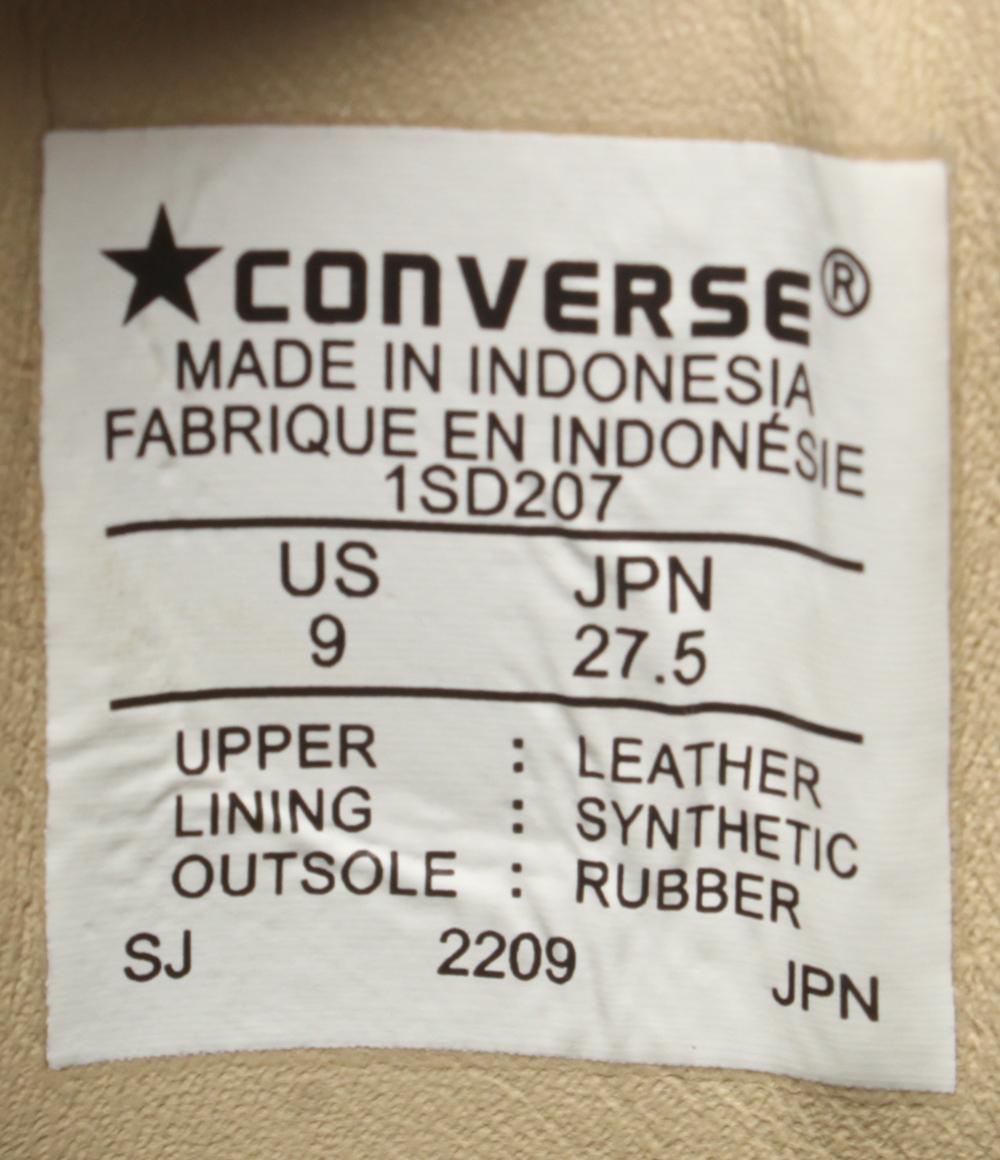 ★CONVERSE®
MADE IN INDONESIA
FABRIQUE EN INDONÉSIE
1SD207
US JPN
9 27.5
UPPER : LEATHER
LINING : SYNTHETIC
OUTSOLE : RUBBER
SJ 2209 JPN